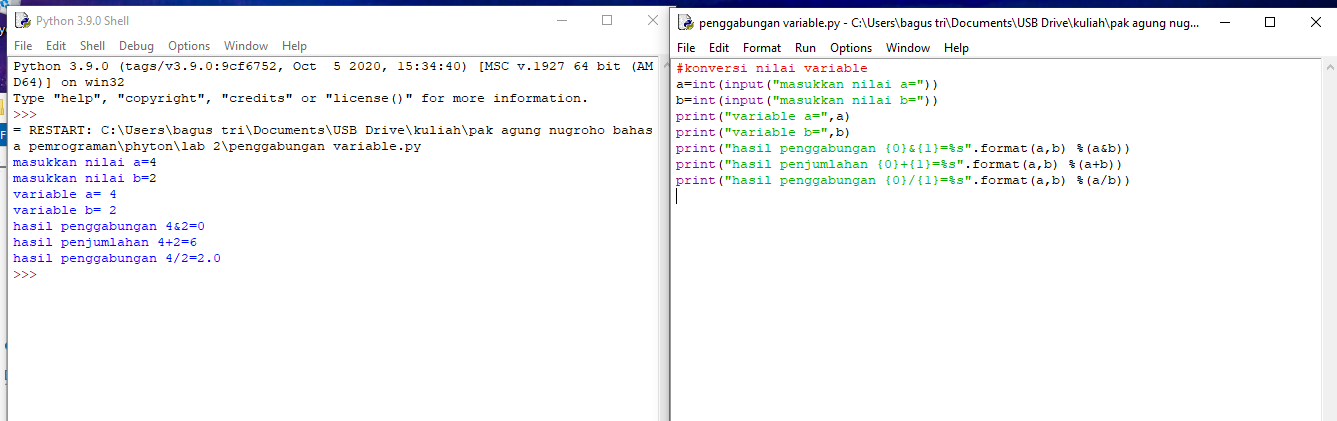 Python 3.9.0 Shell
File Edit Shell Debug Options Window Help
Python 3.9.0 (tags/v3.9.0:9cf6752, Oct  5 2020, 15:34:40) [MSC v.1927 64 bit (AM
D64)] on win32
Type "help", "copyright", "credits" or "license()" for more information.
>>>
= RESTART: C:\Users\bagus tri\Documents\USB Drive\kuliah\pak agung nugroho bahas
a pemrograman\phyton\lab 2\penggabungan variable.py
masukkan nilai a=4
masukkan nilai b=2
variable a= 4
variable b= 2
hasil penggabungan 4&2=0
hasil penjumlahan 4+2=6
hasil penggabungan 4/2=2.0
>>>
penggabungan variable.py - C:\Users\bagus tri\Documents\USB Drive\kuliah\pak agung nug...
File Edit Format Run Options Window Help
#konversi nilai variable
a=int(input("masukkan nilai a="))
b=int(input("masukkan nilai b="))
print("variable a=",a)
print("variable b=",b)
print("hasil penggabungan {0}&{1}=%s".format(a,b) %(a&b))
print("hasil penjumlahan {0}+{1}=%s".format(a,b) %(a+b))
print("hasil penggabungan {0}/{1}=%s".format(a,b) %(a/b))